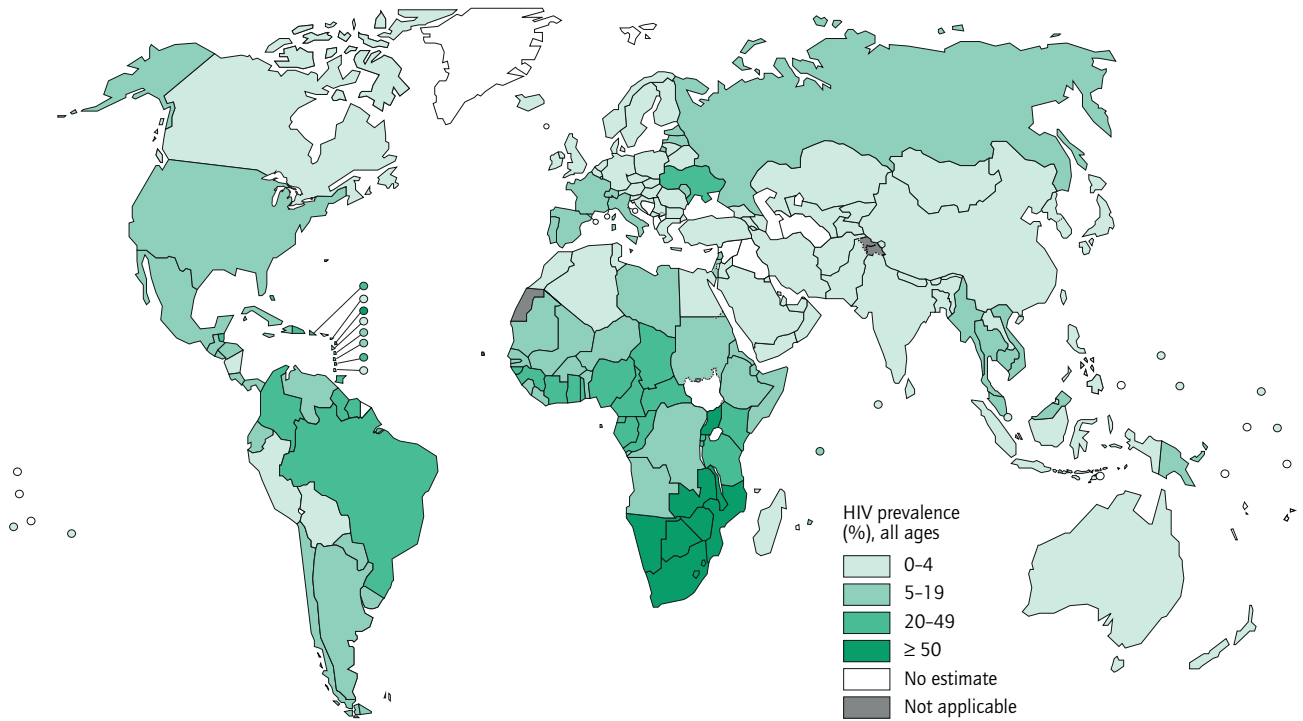 HIV prevalence
(%), all ages
0–4
5–19
20–49
≥ 50
No estimate
Not applicable